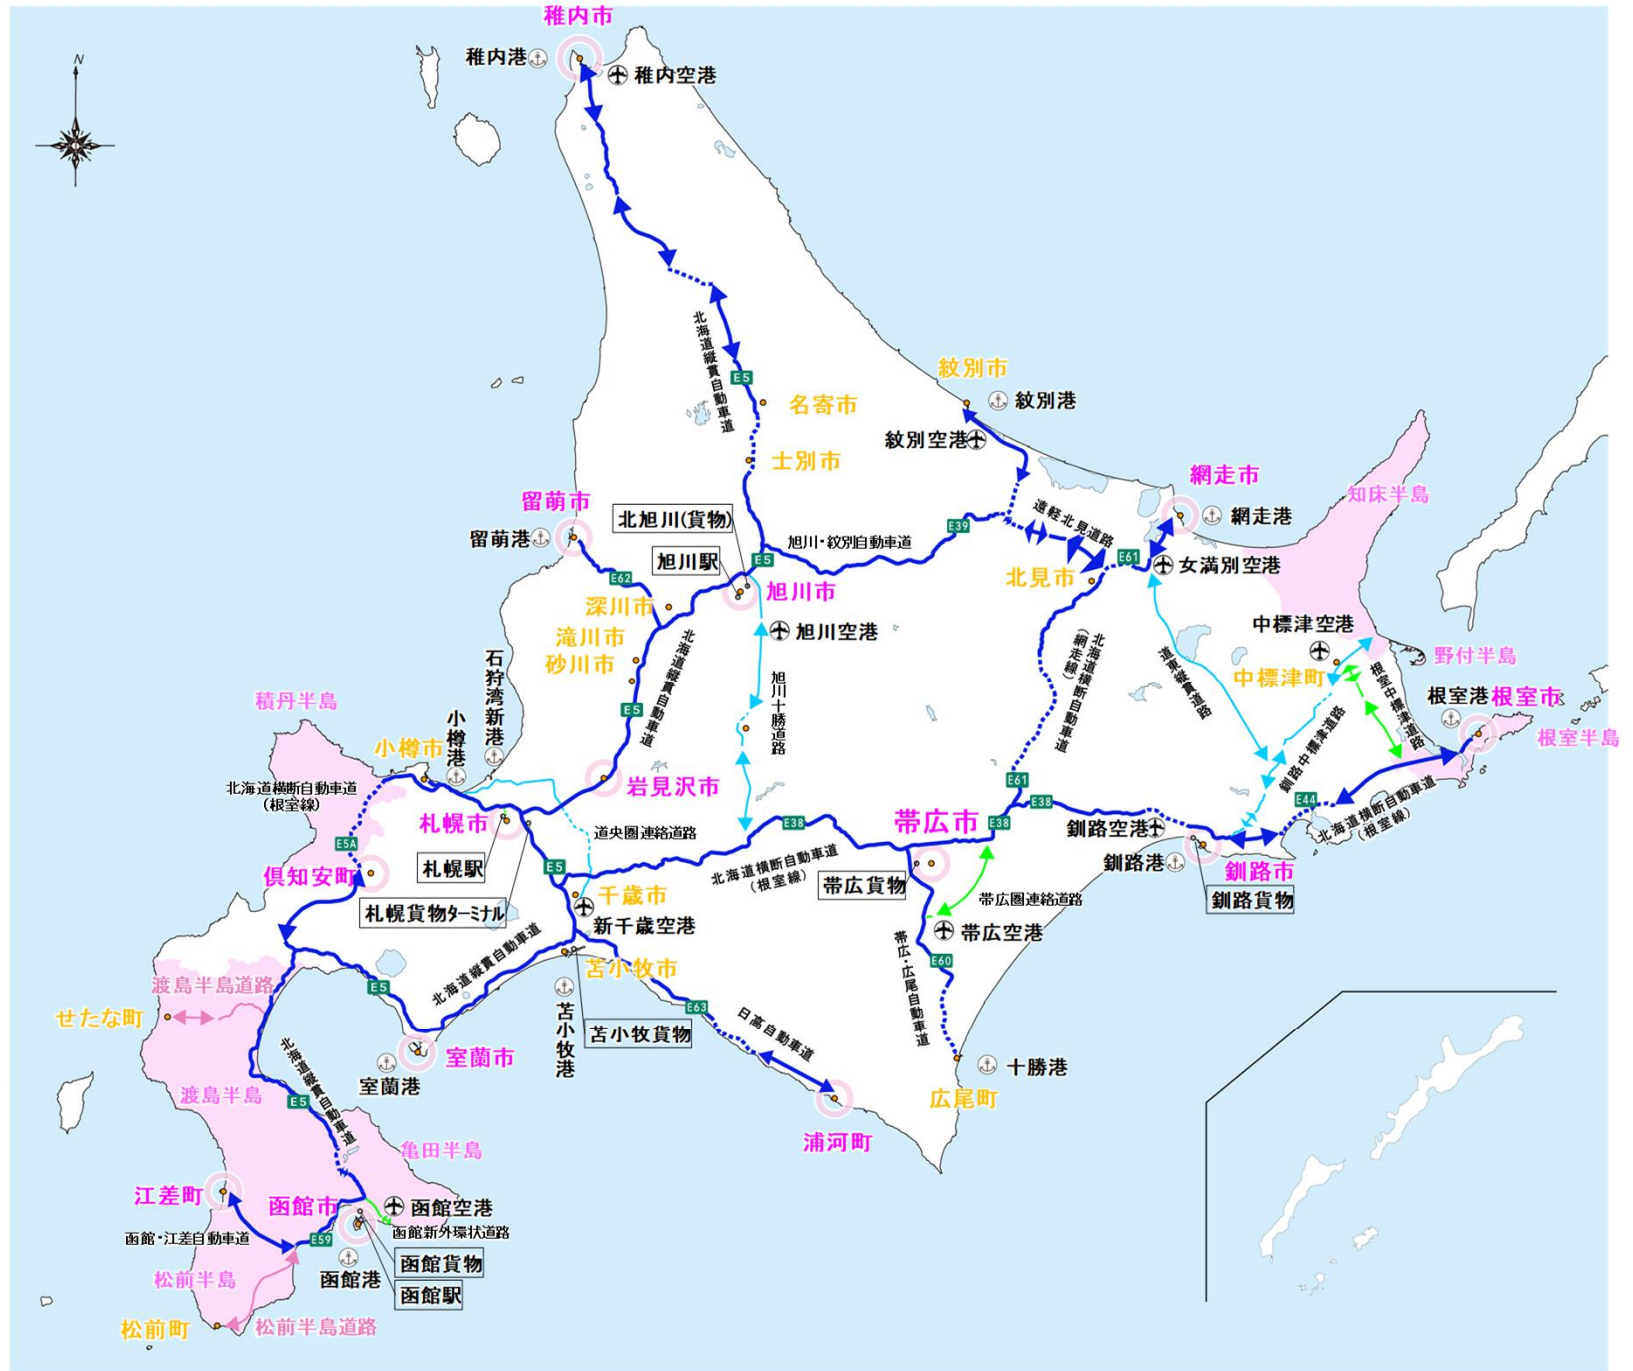 稚内市
稚内港
稚内空港
N
北海道縦貫自動車道
E5
名寄市
士別市
紋別市
紋別港
紋別空港
網走市
網走港
知床半島
留萌市
留萌港
北旭川(貨物)
旭川駅
E5
旭川・紋別自動車道
E39
遠軽北見道路
E61
女満別空港
北見市
E62
深川市
旭川市
旭川空港
滝川市
砂川市
北海道縦貫自動車道
E5
旭川十勝道路
北海道横断自動車道
(網走線)
道東縦貫道路
中標津空港
中標津町
野付半島
根室中標津道路
根室港
根室市
根室半島
釧路中標津道路
石狩湾新港
積丹半島
小樽市
小樽港
北海道横断自動車道
(根室線)
E5A
岩見沢市
札幌市
道央圏連絡道路
E38
帯広市
E61
E38
E38
釧路空港
釧路港
E44
北海道横断自動車道
(根室線)
釧路市
釧路貨物
倶知安町
札幌駅
札幌貨物ターミナル
E5
千歳市
新千歳空港
北海道横断自動車道
(根室線)
帯広貨物
帯広圏連絡道路
帯広空港
帯広・広尾自動車道
E60
北海道縦貫自動車道
苫小牧市
苫小牧港
苫小牧貨物
E63
日高自動車道
渡島半島道路
せたな町
E5
室蘭市
室蘭港
十勝港
広尾町
浦河町
渡島半島
北海道縦貫自動車道
E5
亀田半島
江差町
函館市
函館空港
函館新外環状道路
函館・江差自動車道
E59
函館港
函館貨物
函館駅
松前半島
松前町
松前半島道路